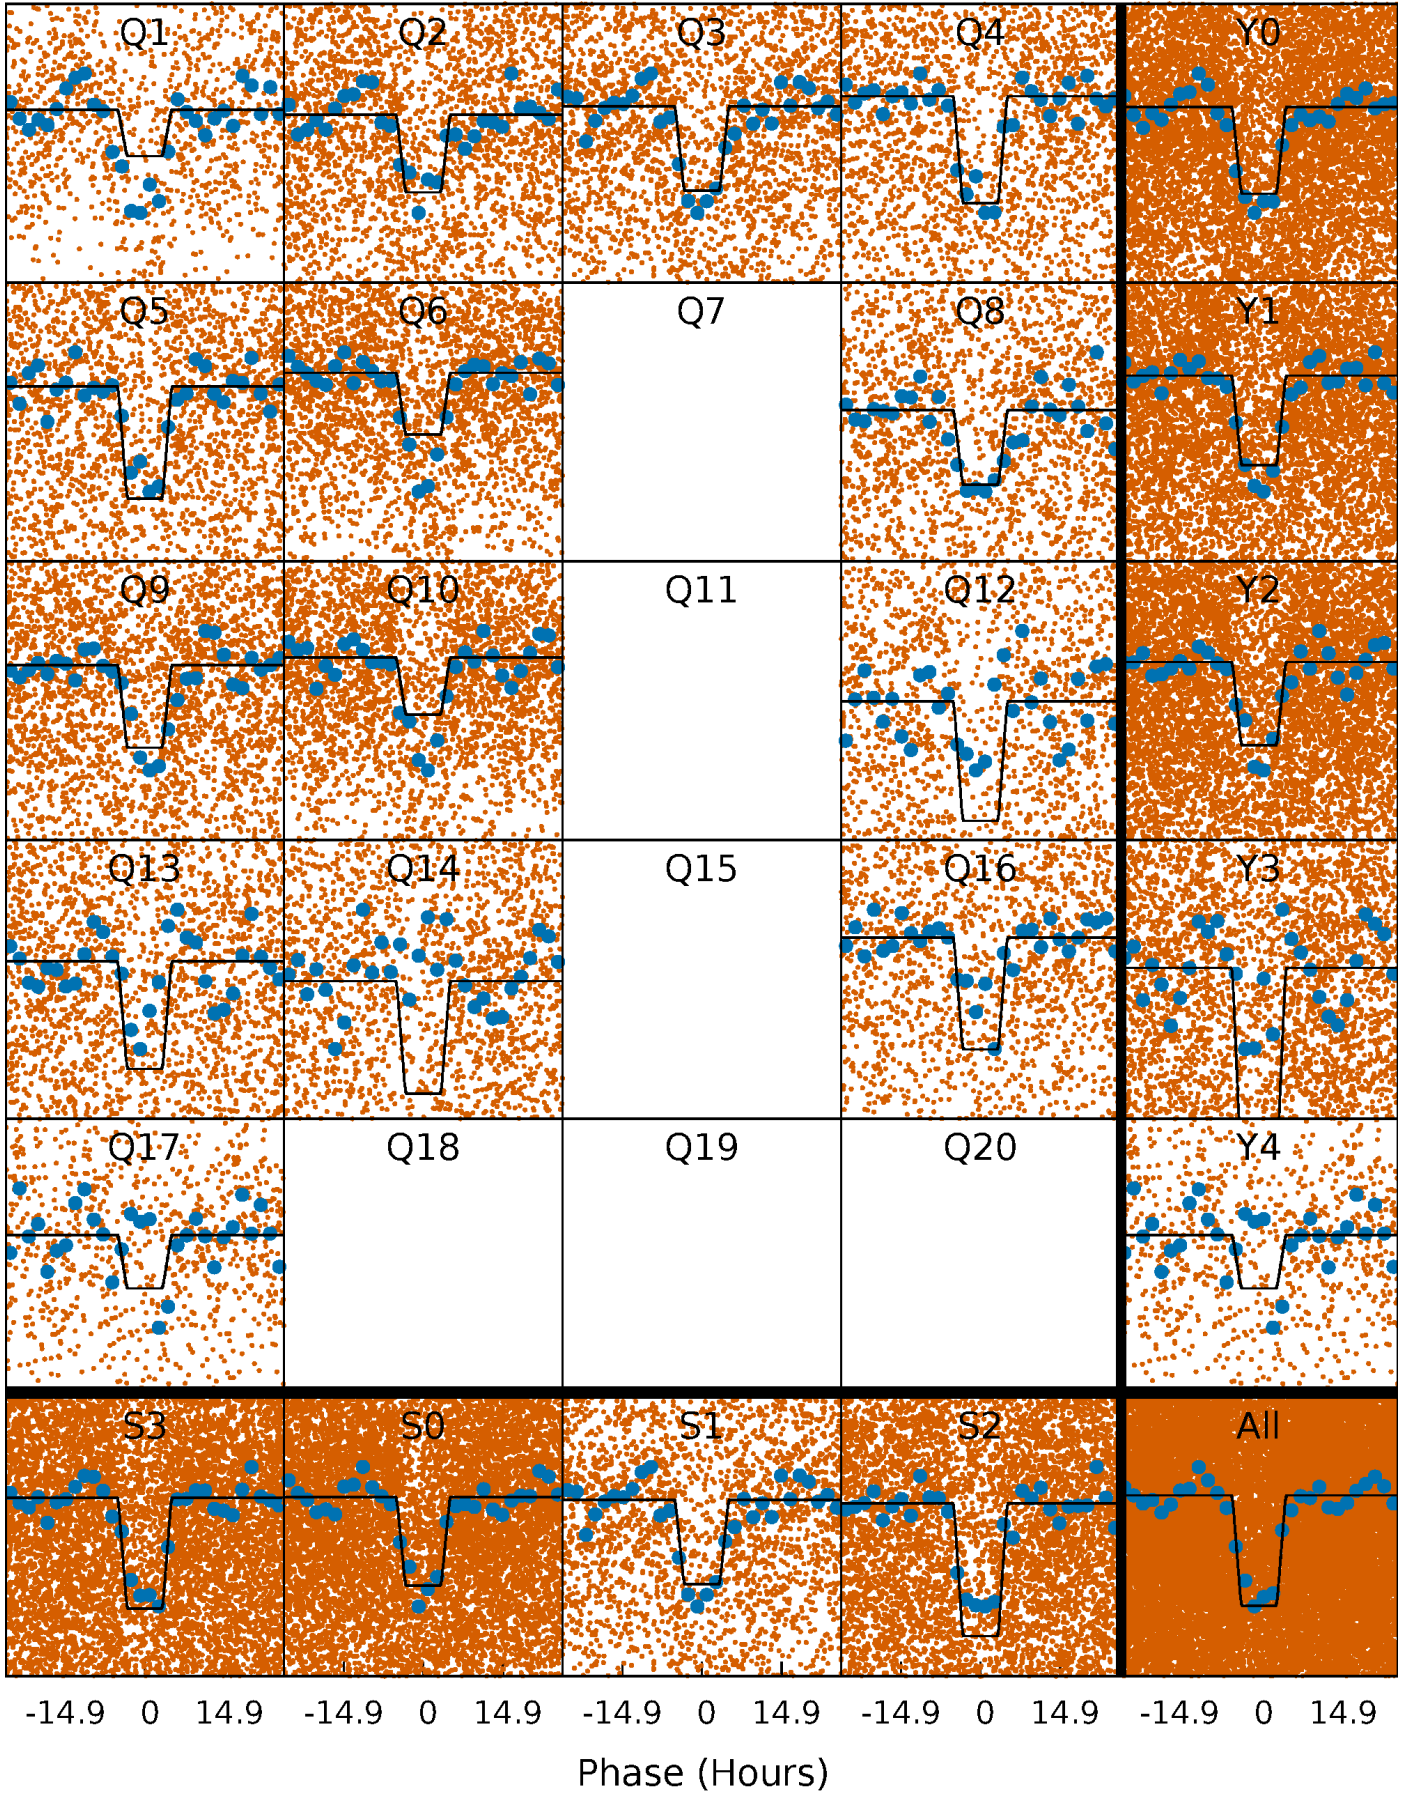 Q1 Q2 Q3 Q4 Y0
Q5 Q6 Q7 Q8 Y1
Q9 Q10 Q11 Q12 Y2
Q13 Q14 Q15 Q16 Y3
Q17 Q18 Q19 Q20 Y4
S3 S0 S1 S2 All
-14.9 0 14.9 -14.9 0 14.9 -14.9 0 14.9 -14.9 0 14.9 -14.9 0 14.9
Phase (Hours)